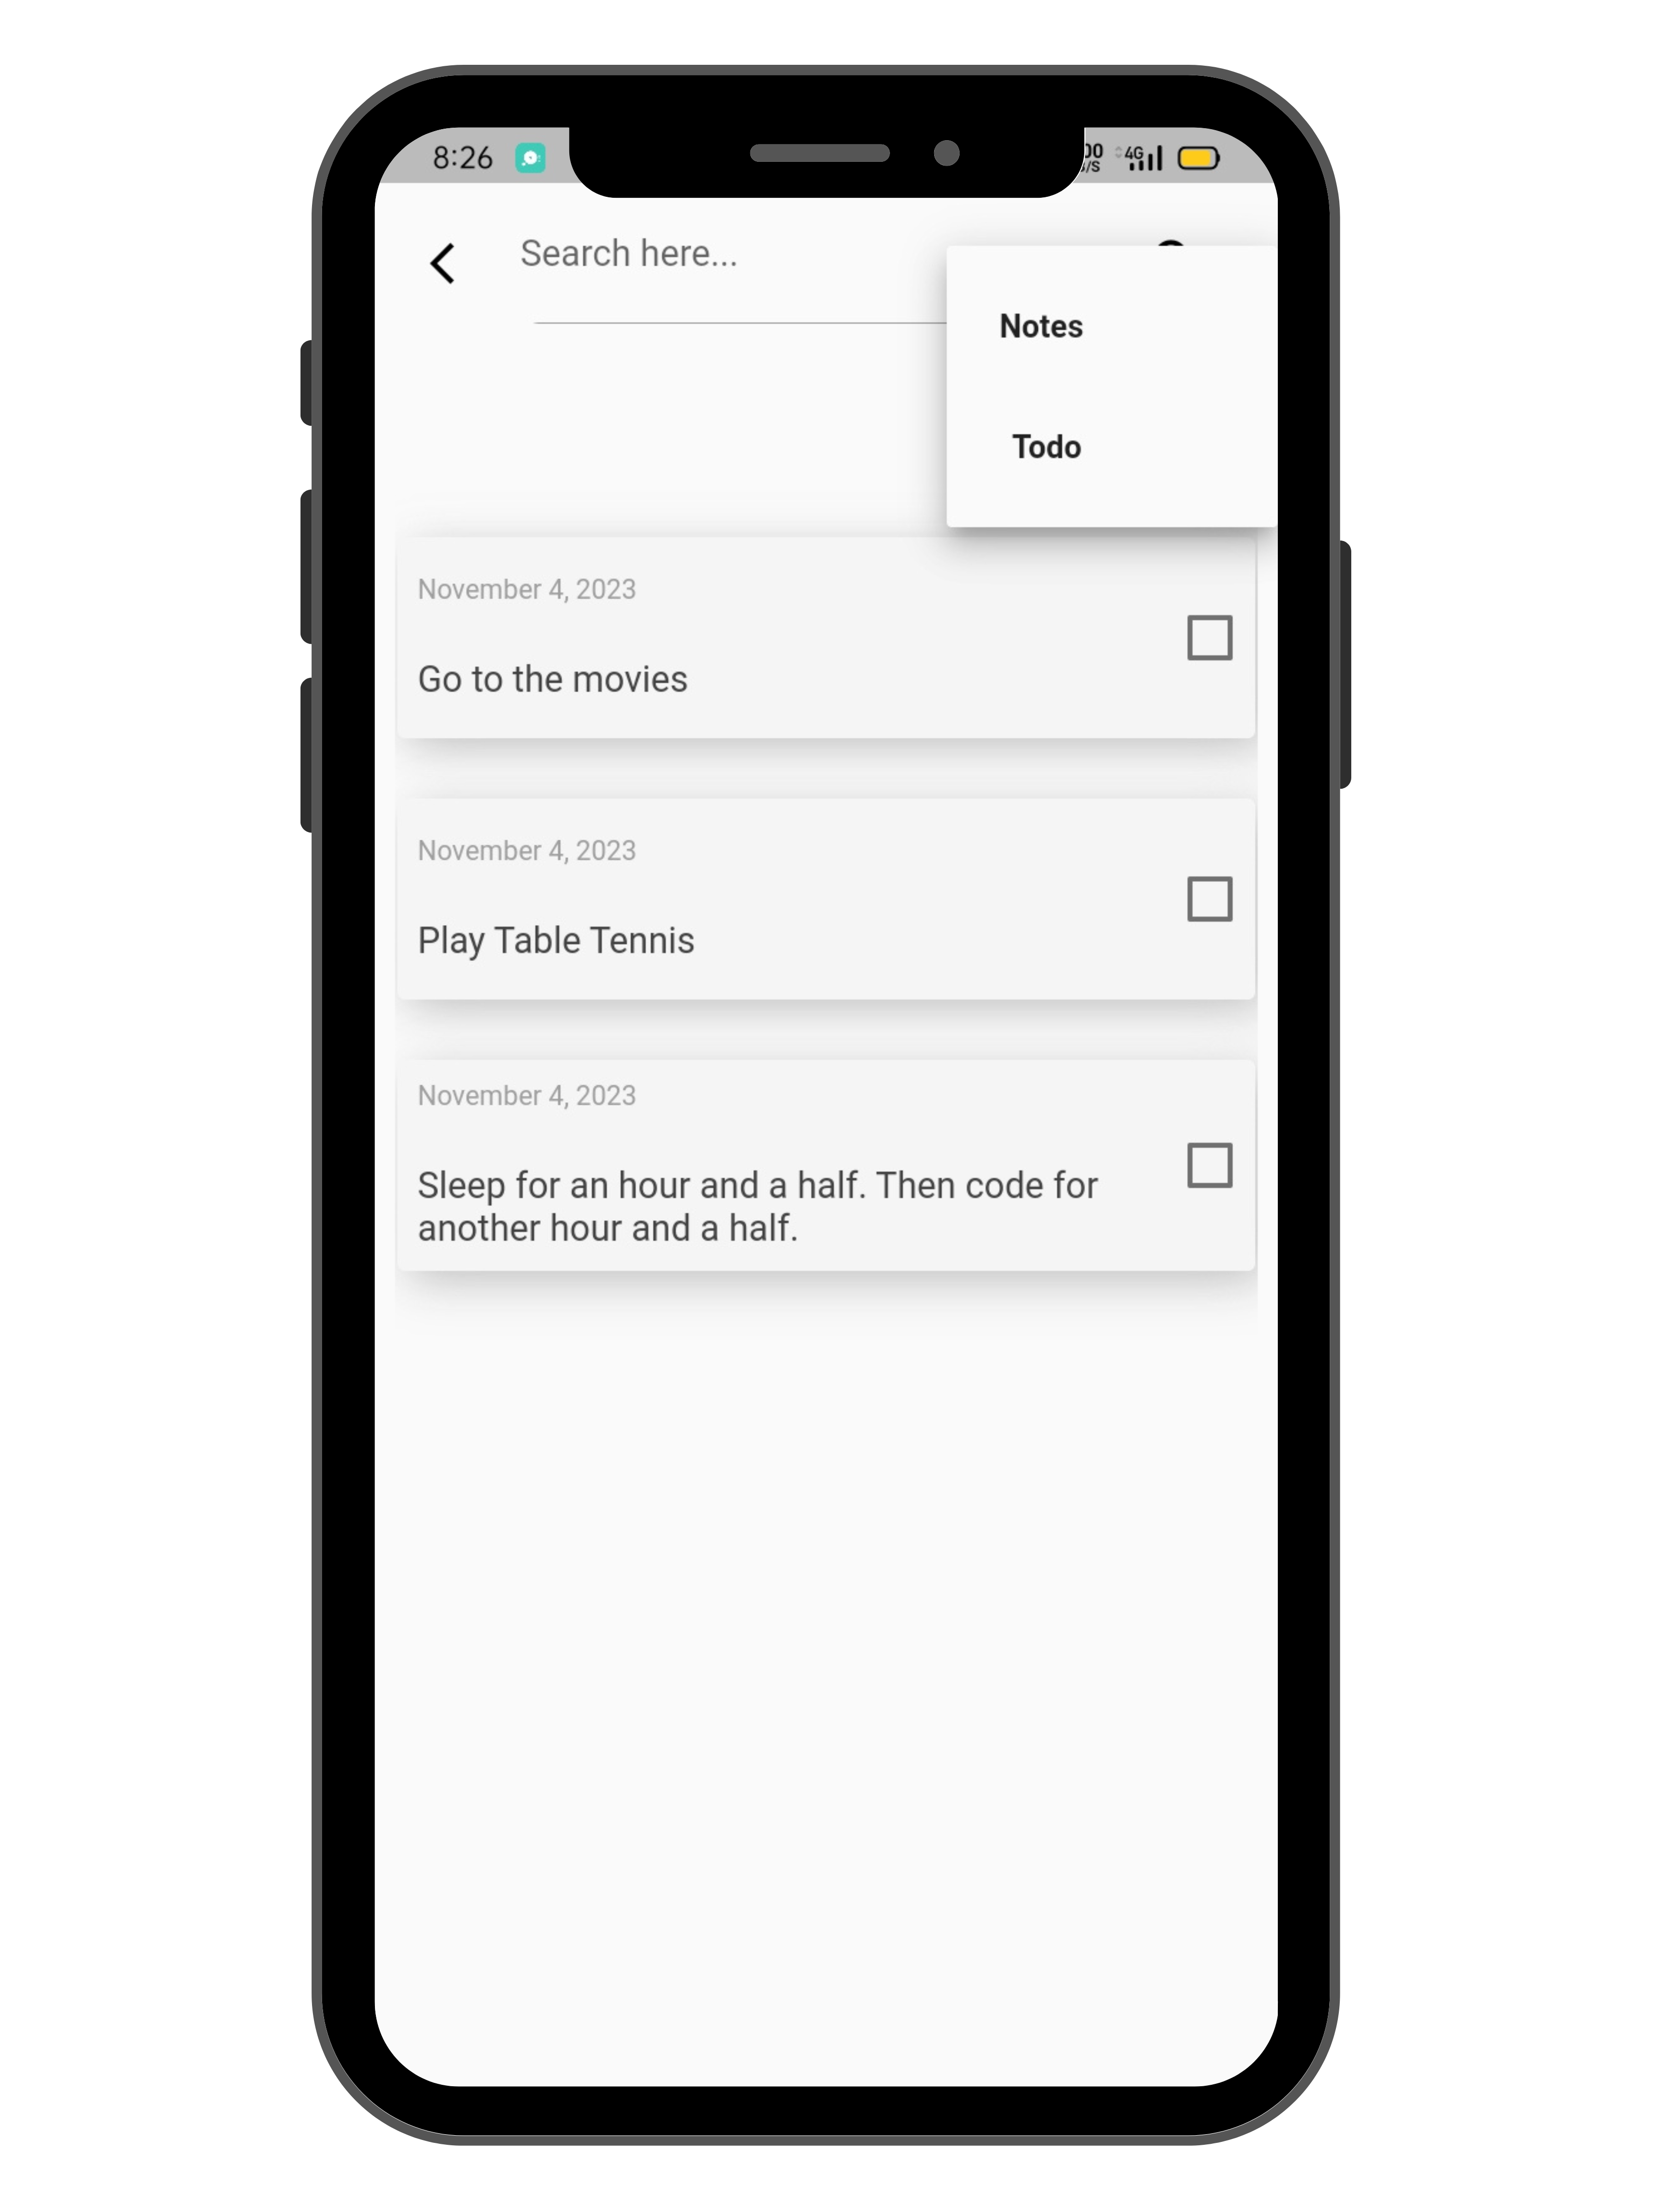 8:26
4G
Search here...
Notes
Todo
November 4, 2023
Go to the movies
November 4, 2023
Play Table Tennis
November 4, 2023
Sleep for an hour and a half. Then code for
another hour and a half.